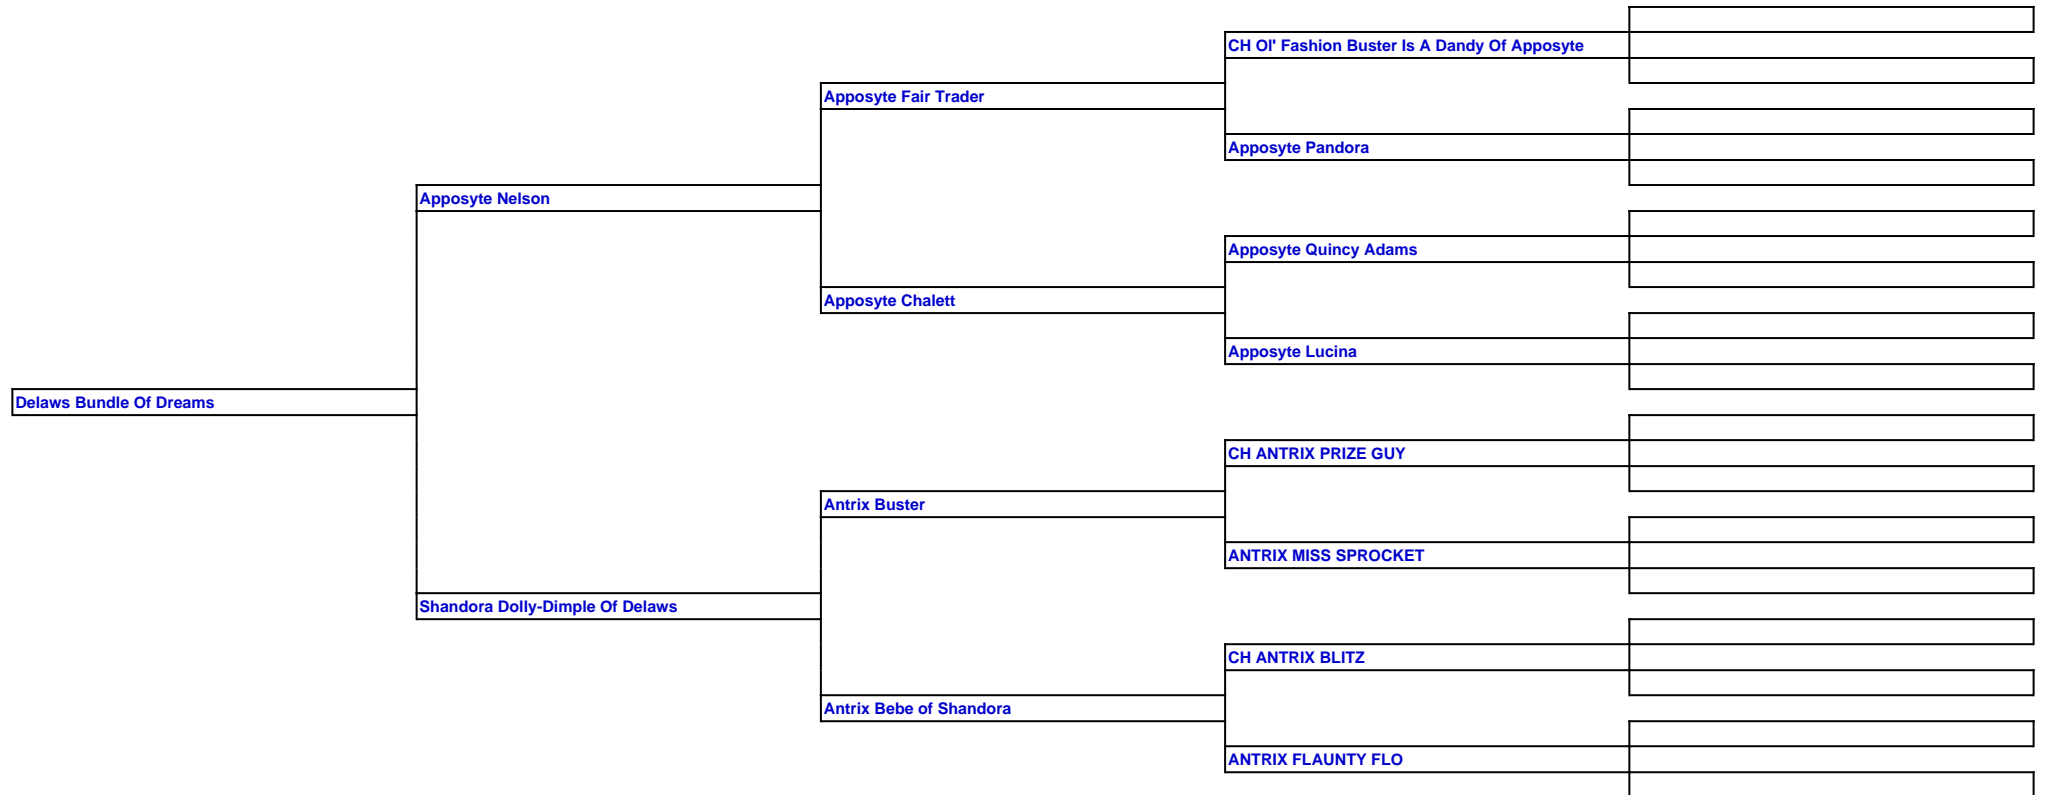 CH Ol' Fashion Buster Is A Dandy Of Apposyte
Apposyte Fair Trader
Apposyte Pandora
Apposyte Nelson
Apposyte Quincy Adams
Apposyte Chalett
Apposyte Lucina
Delaws Bundle Of Dreams
CH ANTRIX PRIZE GUY
Antrix Buster
ANTRIX MISS SPROCKET
Shandora Dolly-Dimple Of Delaws
CH ANTRIX BLITZ
Antrix Bebe of Shandora
ANTRIX FLAUNTY FLO